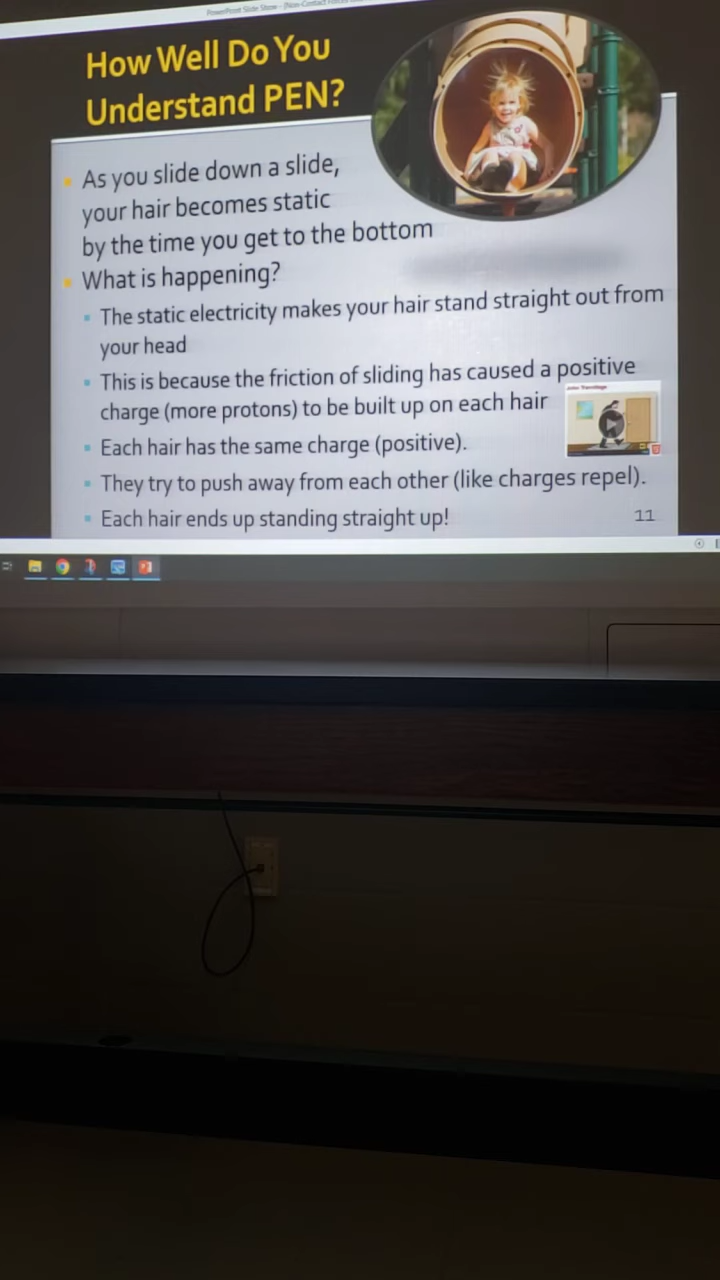 How Well Do You
Understand PEN?
As you slide down a slide,
your hair becomes static
by the time you get to the bottom
What is happening?
The static electricity makes your hair stand straight out from
your head
This is because the friction of sliding has caused a positive
charge (more protons) to be built up on each hair
Each hair has the same charge (positive).
They try to push away from each other (like charges repel).
Each hair ends up standing straight up!
11